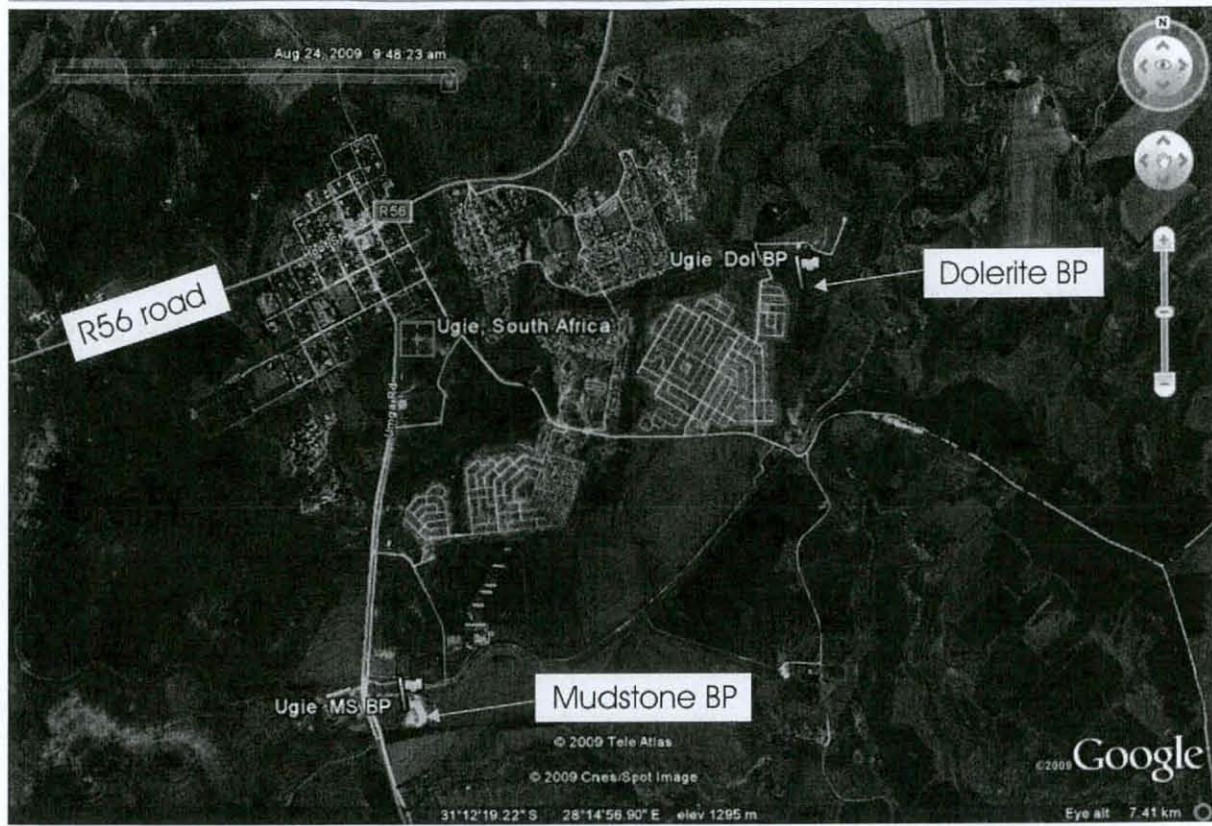 Aug 24, 2009 9:48:23 am
N
R56
R56 road
Ugie Dol BP
Dolerite BP
Ugie, South Africa
Ugie MS BP
Mudstone BP
© 2009 Tele Atlas
© 2009 Cnes/Spot Image
©2009 Google
31°12'19.22" S 28°14'56.90" E elev 1295 m
Eye alt 7.41 km